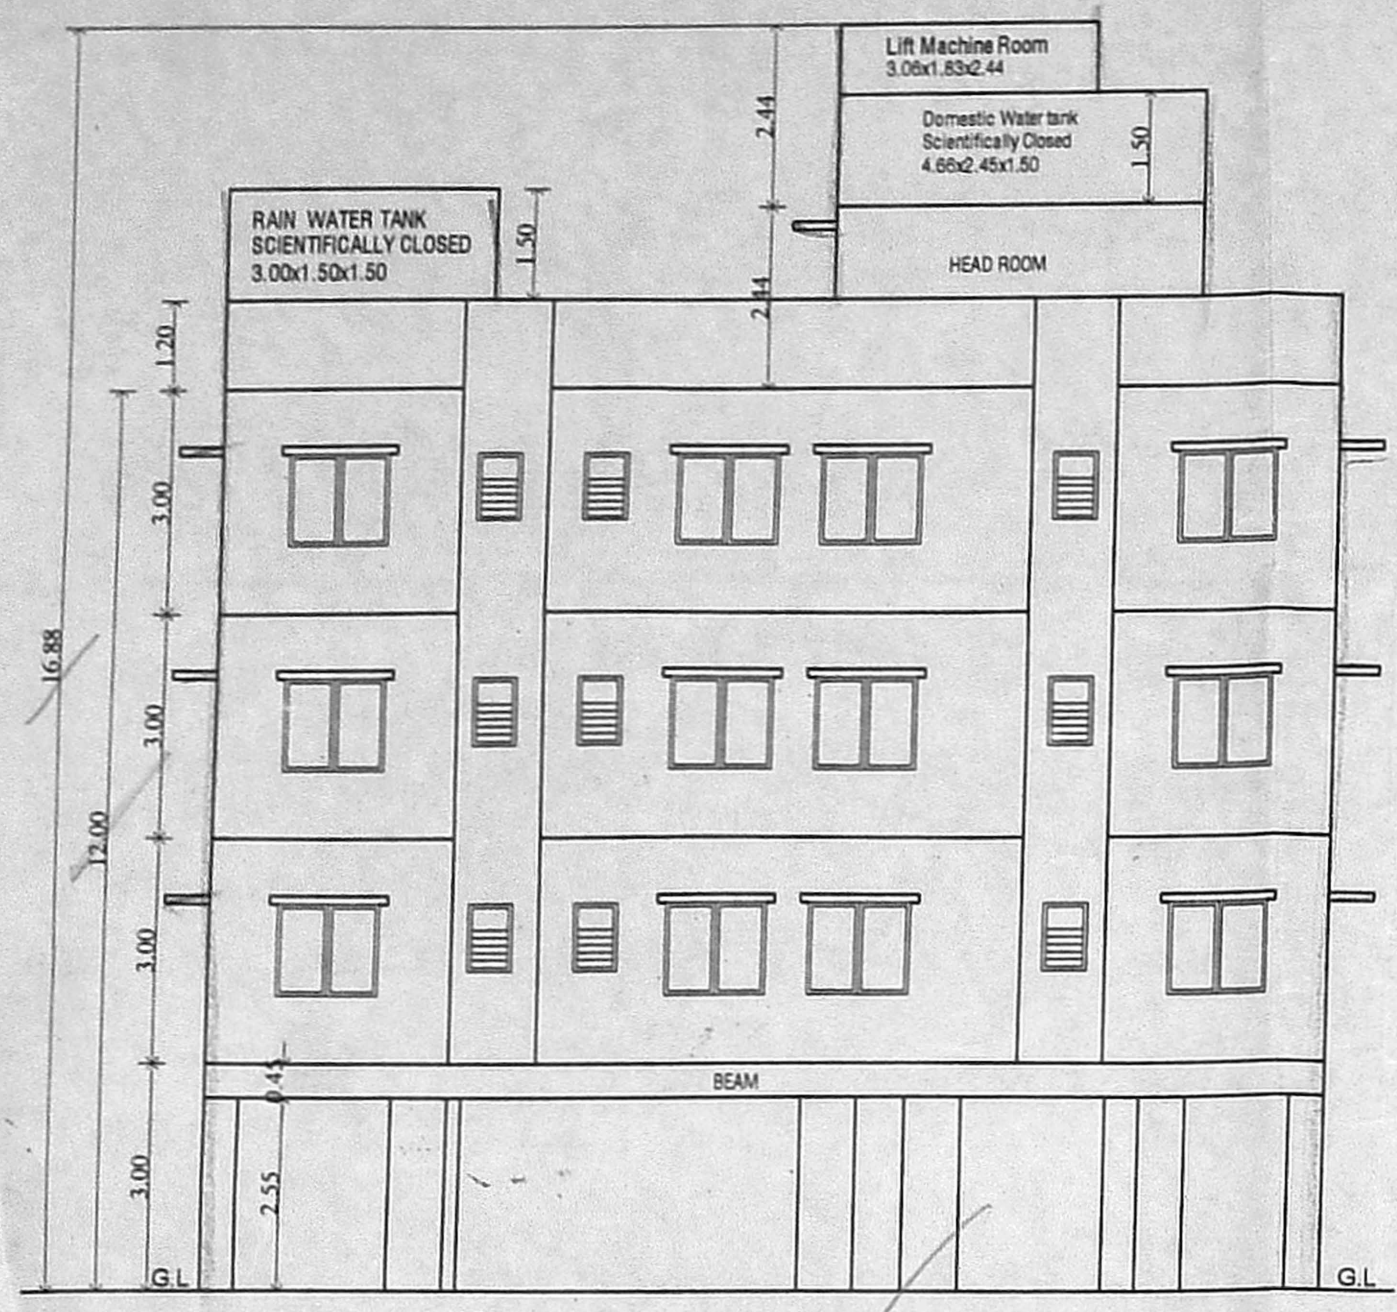 Lift Machine Room
3.06x1.83x2.44
2.44
Domestic Water tank
Scientifically Closed
4.66x2.45x1.50
1.50
RAIN WATER TANK
SCIENTIFICALLY CLOSED
3.00x1.50x1.50
1.50
HEAD ROOM
2.44
1.20
3.00
16.88
3.00
12.00
3.00
0.45
BEAM
3.00
2.55
G.L
G.L